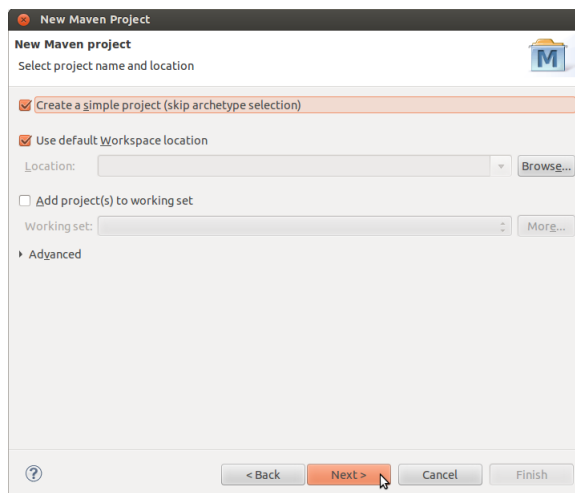 New Maven Project
New Maven project
Select project name and location
M
Create a simple project (skip archetype selection)
Use default Workspace location
Location:
Browse...
Add project(s) to working set
Working set:
More...
Advanced
?
< Back
Next >
Cancel
Finish